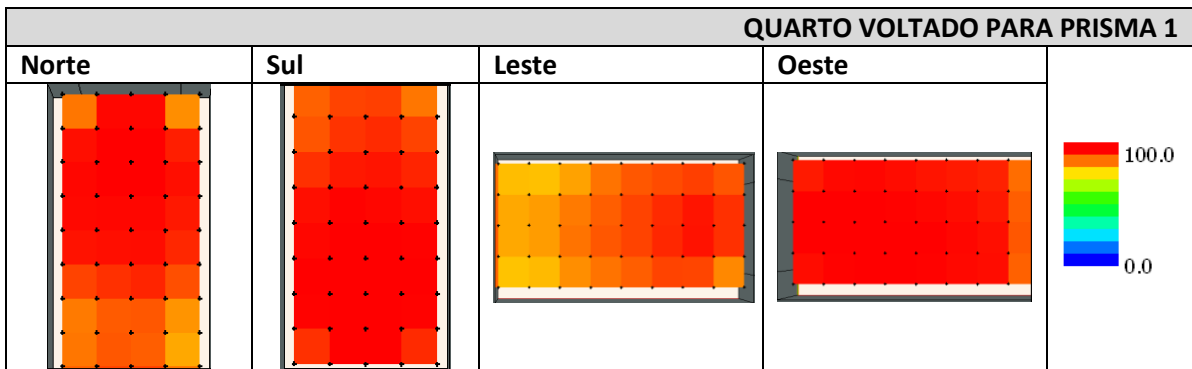 QUARTO VOLTADO PARA PRISMA 1
Norte Sul Leste Oeste
100.0
0.0